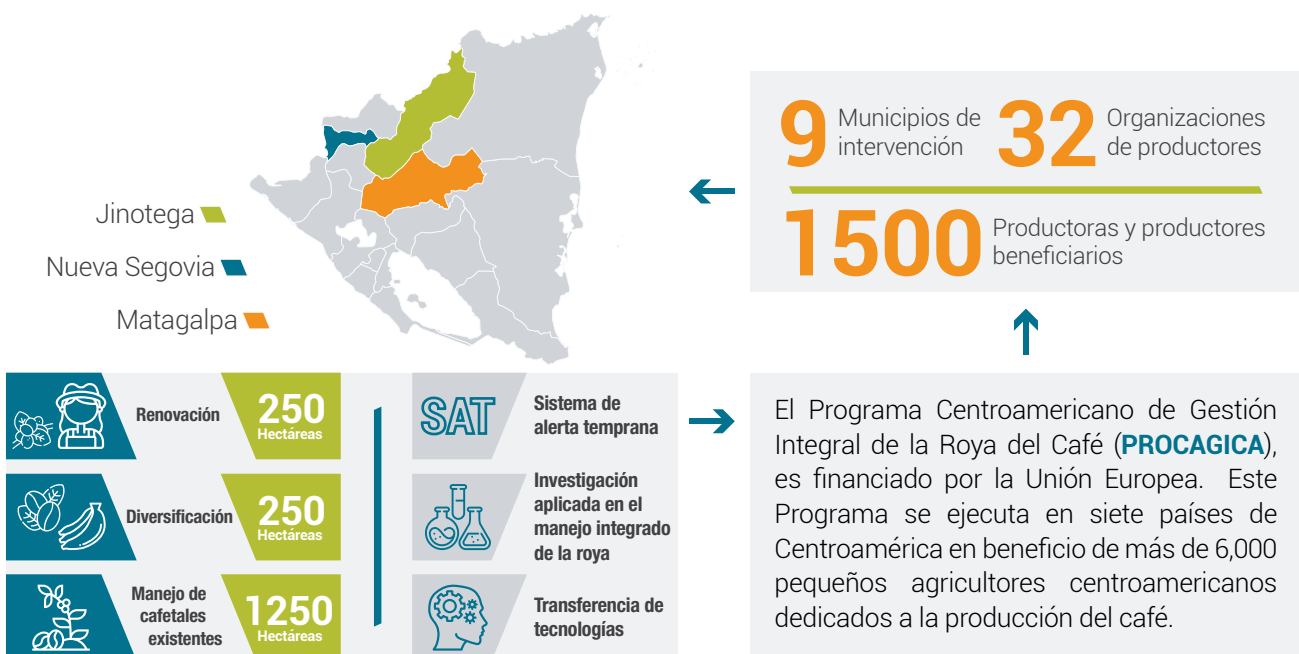 Jinotega
Nueva Segovia
Matagalpa
9 Municipios de
intervención
32 Organizaciones
de productores
1500 Productoras y productores
beneficiarios
Renovación
250
Hectáreas
Diversificación
250
Hectáreas
Manejo de
cafetales
existentes
1250
Hectáreas
SAT
Sistema de
alerta temprana
Investigación
aplicada en el
manejo integrado
de la roya
Transferencia de
tecnologías
El Programa Centroamericano de Gestión
Integral de la Roya del Café (PROCAGICA),
es financiado por la Unión Europea. Este
Programa se ejecuta en siete países de
Centroamérica en beneficio de más de 6,000
pequeños agricultores centroamericanos
dedicados a la producción del café.